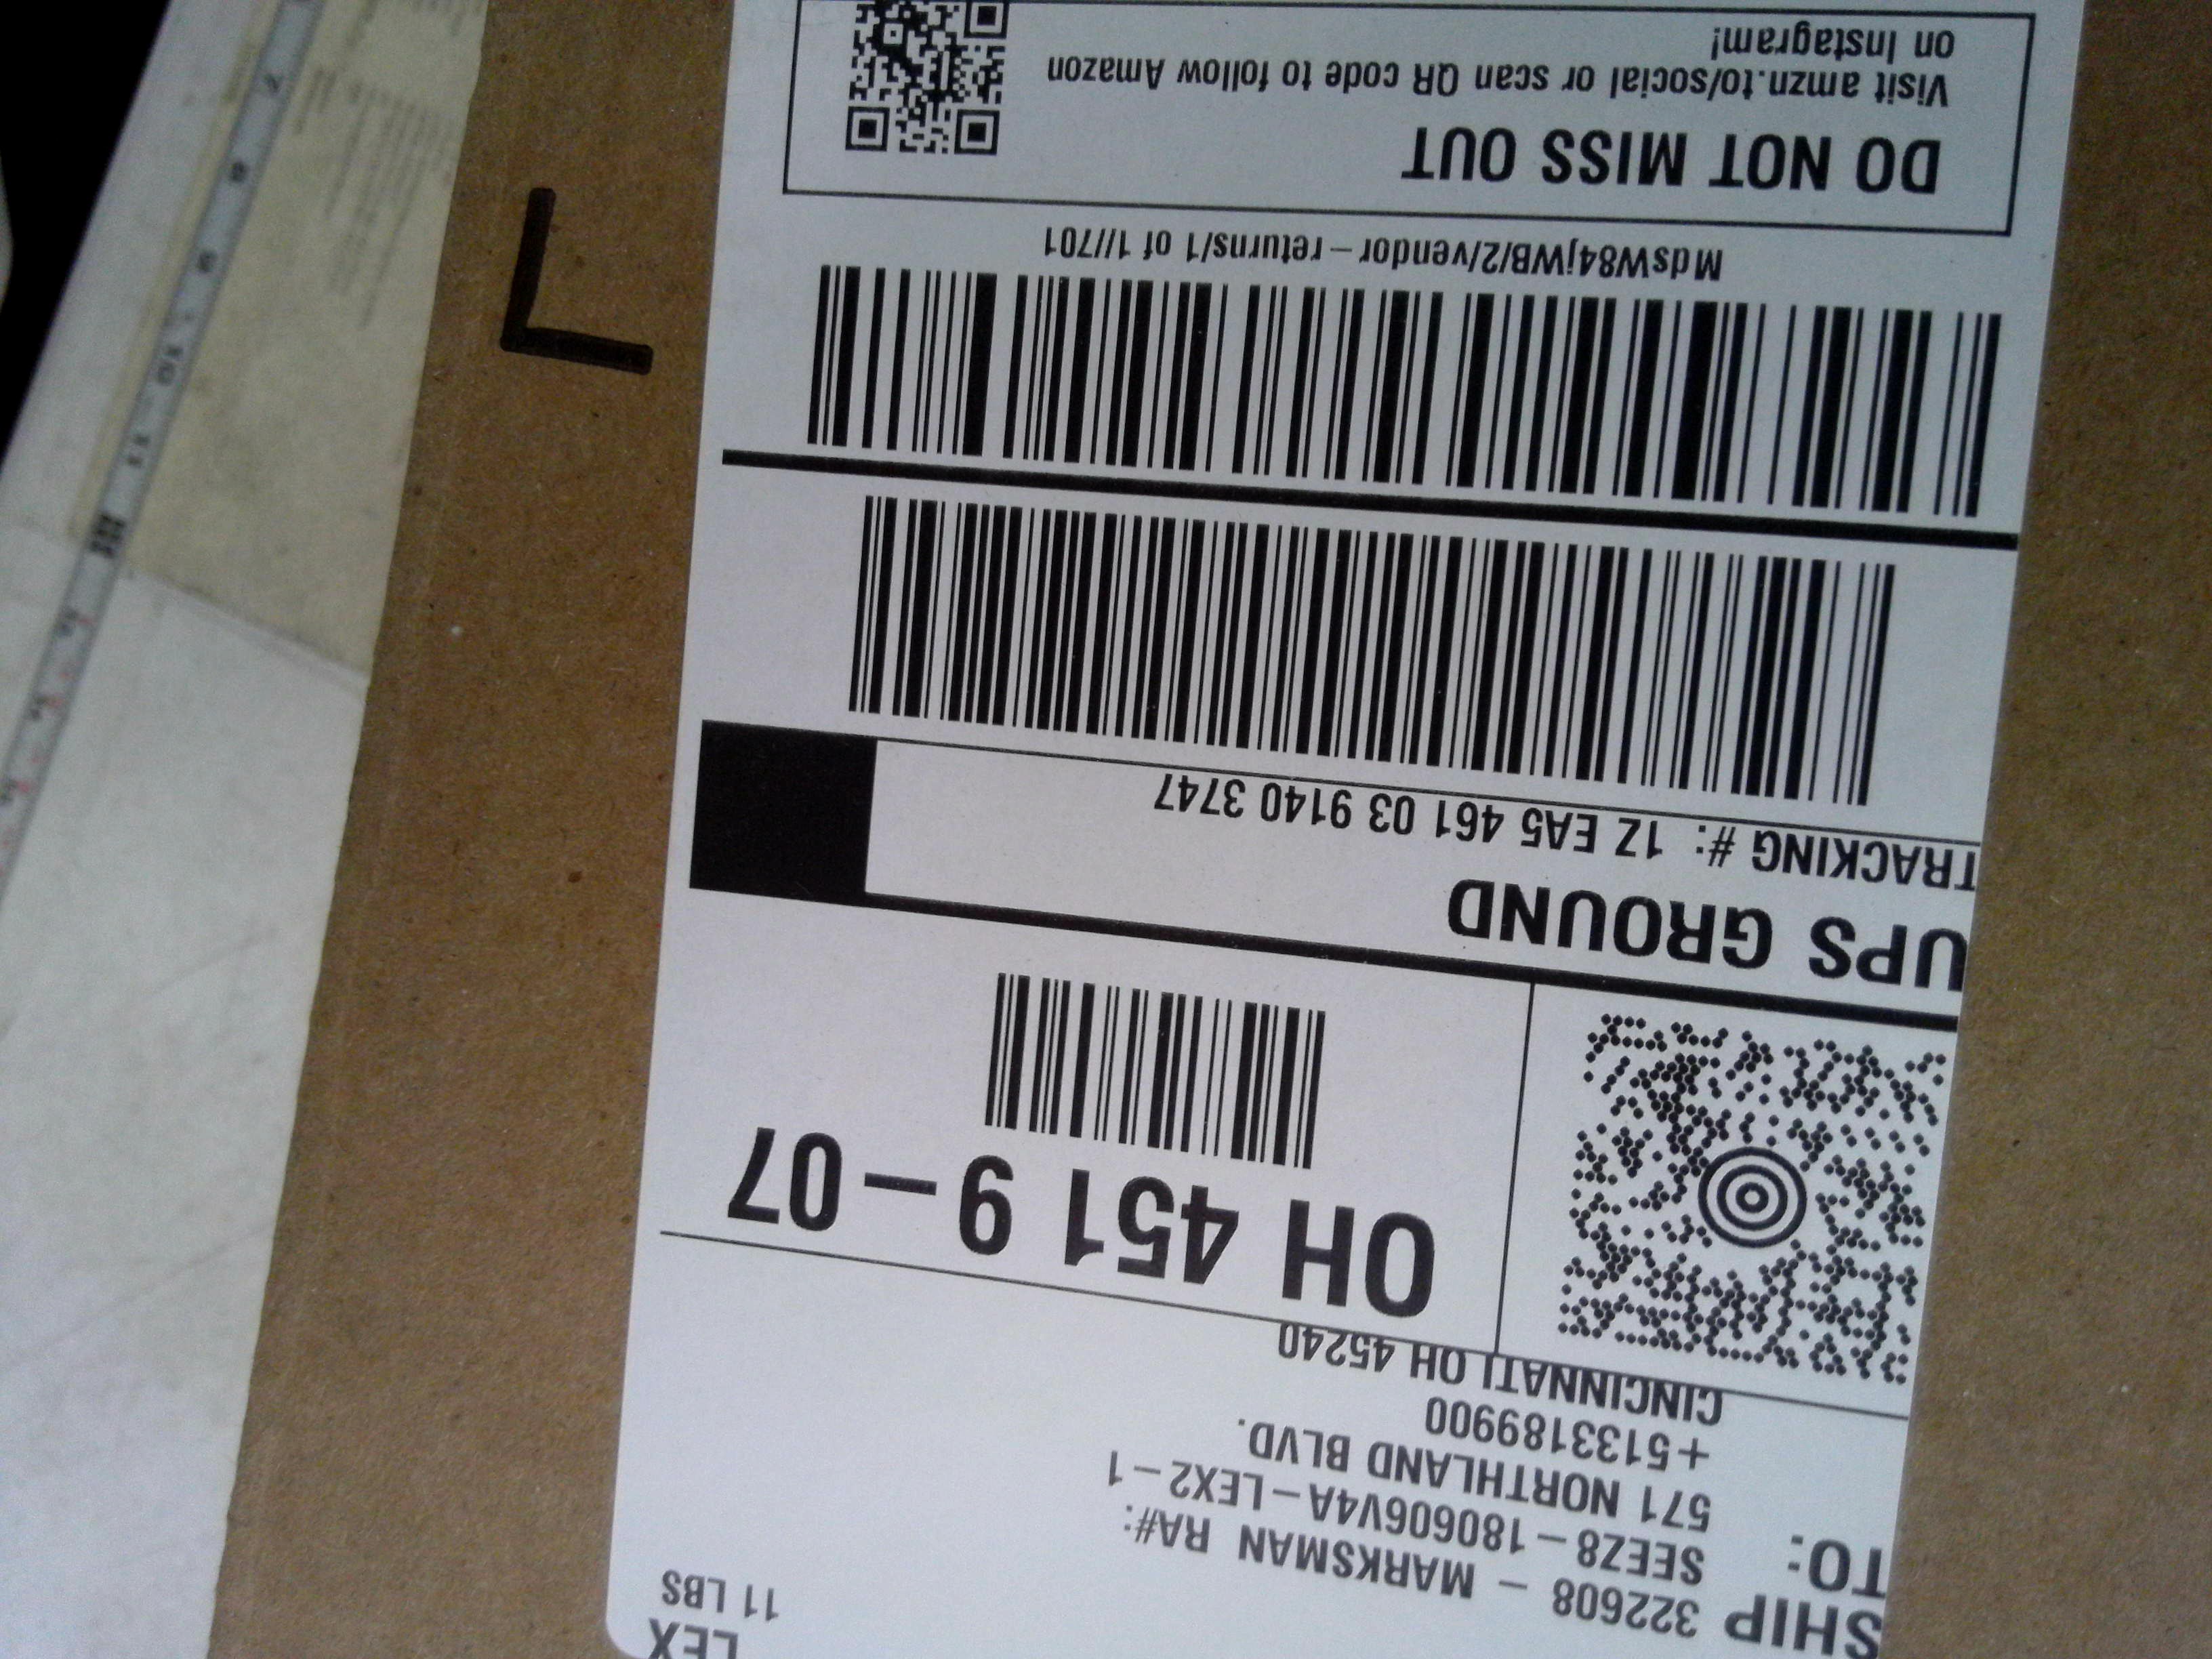 LEX
11 LBS
SHIP
TO:
322608 – MARKSMAN RA#:
SEEZ8–180606V4A–LEX2–1
571 NORTHLAND BLVD.
+5133189900
CINCINNATI OH 45240
OH 451 9–07
UPS GROUND
TRACKING #: 1Z EA5 461 03 9140 3747
MdsW84jWB/2/vendor–returns/1 of 1//701
DO NOT MISS OUT
Visit amzn.to/social or scan QR code to follow Amazon
on Instagram!
L